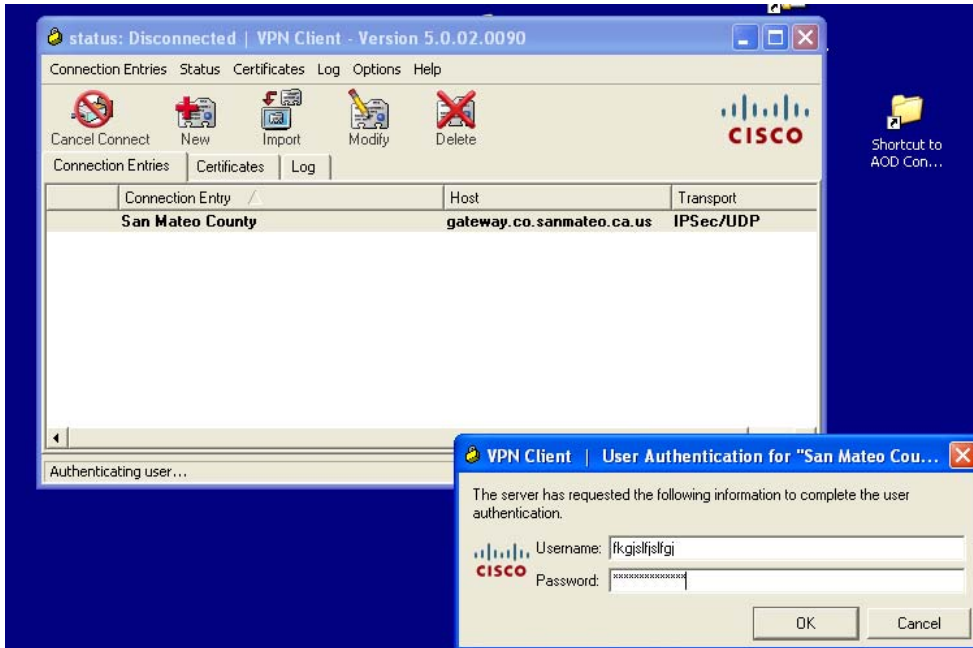 status: Disconnected | VPN Client - Version 5.0.02.0090
Connection Entries Status Certificates Log Options Help
Cancel Connect New Import Modify Delete
CISCO
Connection Entries Certificates Log
Connection Entry Host Transport
San Mateo County gateway.co.sanmateo.ca.us IPSec/UDP
Authenticating user...
Shortcut to
AOD Con...
VPN Client | User Authentication for "San Mateo Cou...
The server has requested the following information to complete the user
authentication.
CISCO
Username: fkgjslfjslfgj
Password: **************
OK Cancel